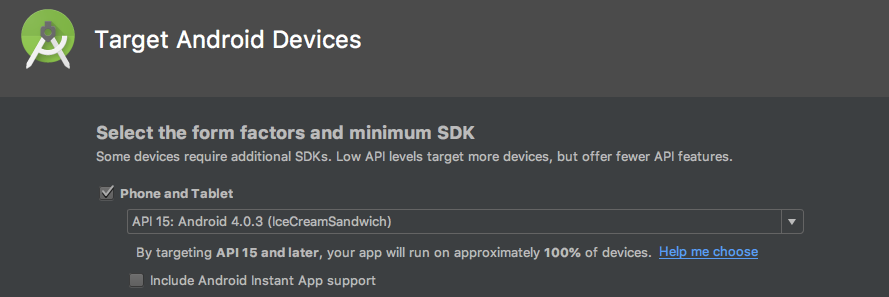 Target Android Devices
Select the form factors and minimum SDK
Some devices require additional SDKs. Low API levels target more devices, but offer fewer API features.
Phone and Tablet
API 15: Android 4.0.3 (IceCreamSandwich)
By targeting API 15 and later, your app will run on approximately 100% of devices. Help me choose
Include Android Instant App support